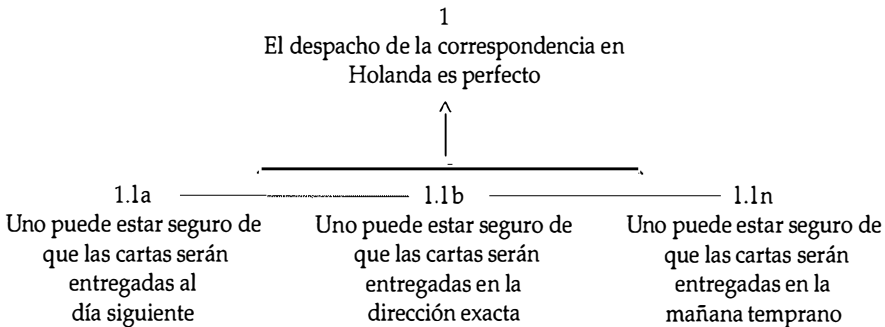 1
El despacho de la correspondencia en
Holanda es perfecto
1.1a 1.1b 1.1n
Uno puede estar seguro de
que las cartas serán
entregadas al
día siguiente
Uno puede estar seguro de
que las cartas serán
entregadas en la
dirección exacta
Uno puede estar seguro de
que las cartas serán
entregadas en la
mañana temprano